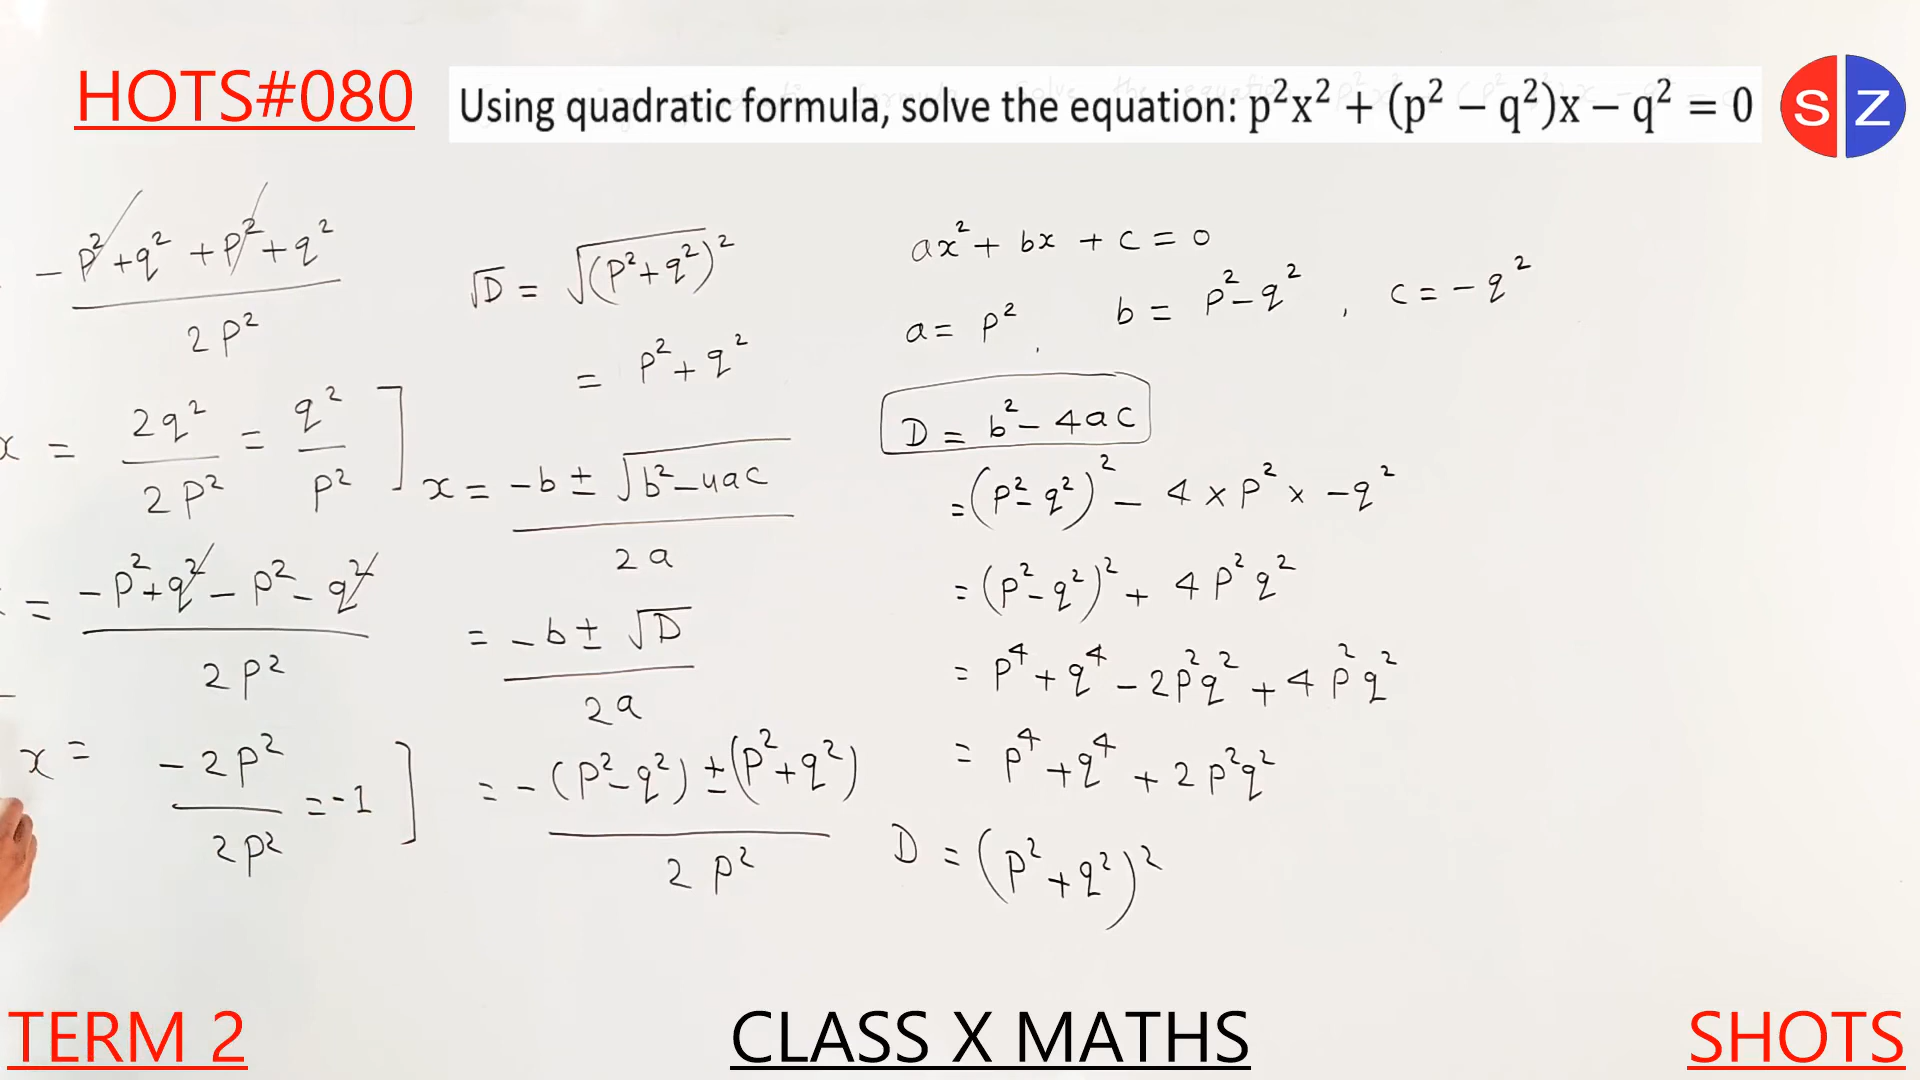 HOTS#080
Using quadratic formula, solve the equation: p²x² + (p² − q²)x − q² = 0
S Z
ax² + bx + c = 0
a = p², b = p² − q², c = −q²
D = b² − 4ac
= (p² − q²)² − 4 × p² × −q²
= (p² − q²)² + 4p²q²
= p⁴ + q⁴ − 2p²q² + 4p²q²
= p⁴ + q⁴ + 2p²q²
D = (p² + q²)²
√D = √(p² + q²)²
= p² + q²
x = (−b ± √(b² − 4ac)) / 2a
= (−b ± √D) / 2a
= (−(p² − q²) ± (p² + q²)) / 2p²
(−p² + q² + p² + q²) / 2p²
x = 2q² / 2p² = q² / p² ]
= (−p² + q² − p² − q²) / 2p²
x = −2p² / 2p² = −1 ]
TERM 2
CLASS X MATHS
SHOTS